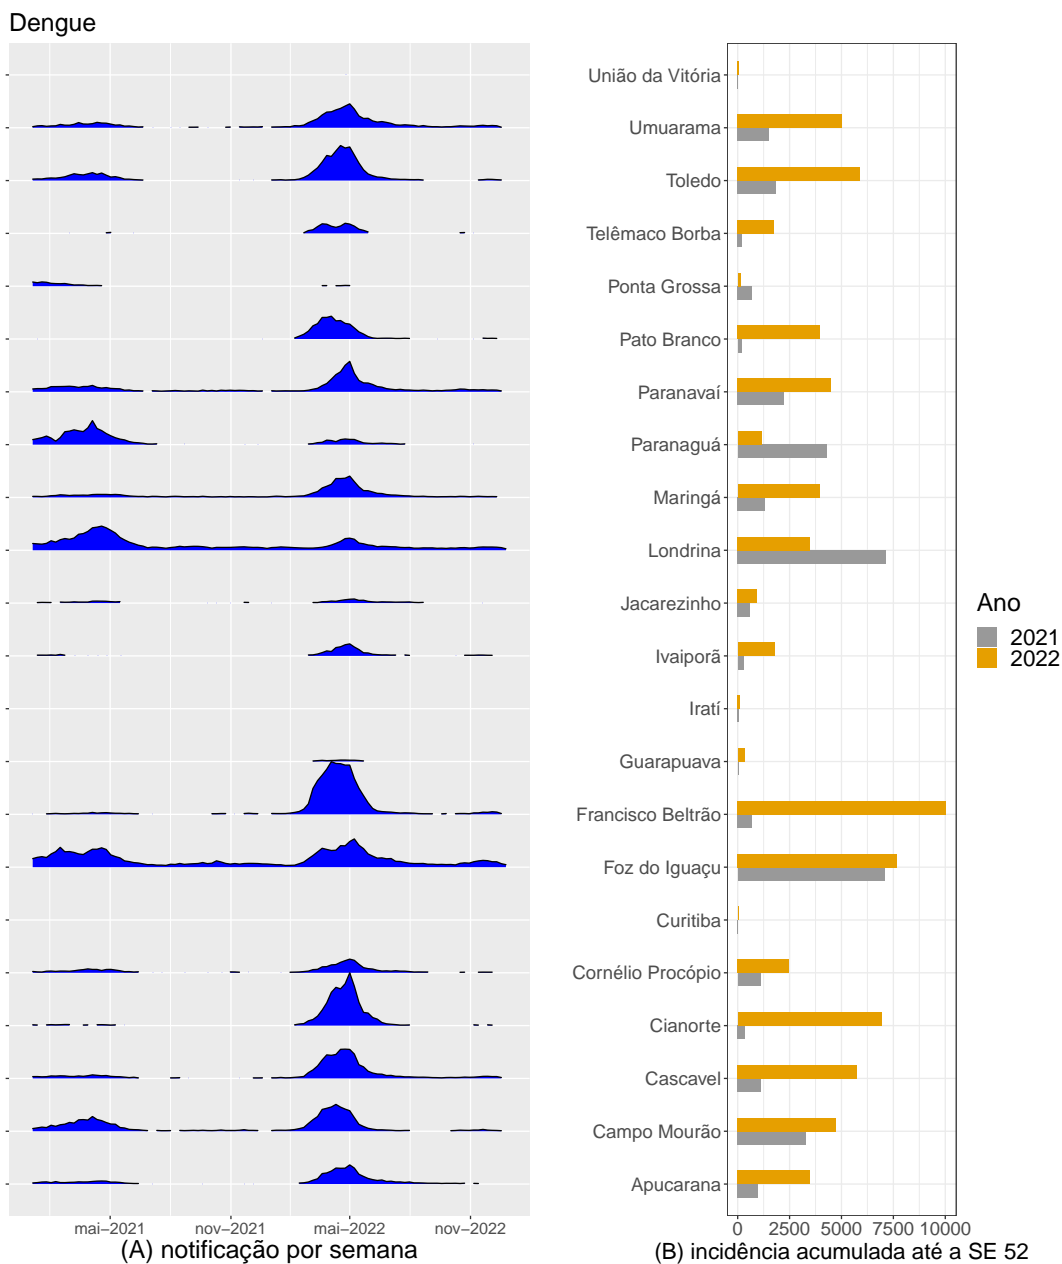 Dengue
União da Vitória
Umuarama
Toledo
Telêmaco Borba
Ponta Grossa
Pato Branco
Paranavaí
Paranaguá
Maringá
Londrina
Jacarezinho
Ivaiporã
Iratí
Guarapuava
Francisco Beltrão
Foz do Iguaçu
Curitiba
Cornélio Procópio
Cianorte
Cascavel
Campo Mourão
Apucarana
Ano
2021
2022
mai–2021 nov–2021 mai–2022 nov–2022
(A) notificação por semana
0 2500 5000 7500 10000
(B) incidência acumulada até a SE 52